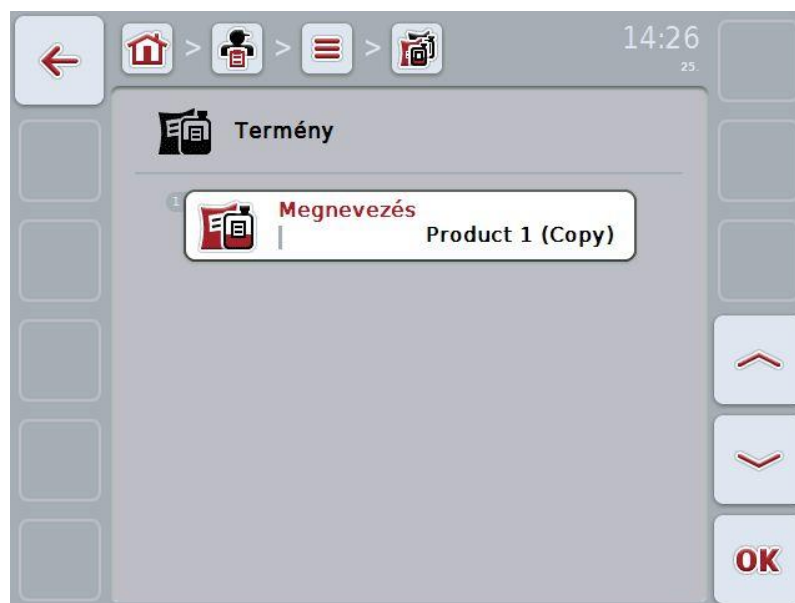 > > >
14:26
25.
Termény
1
Megnevezés
Product 1 (Copy)
OK